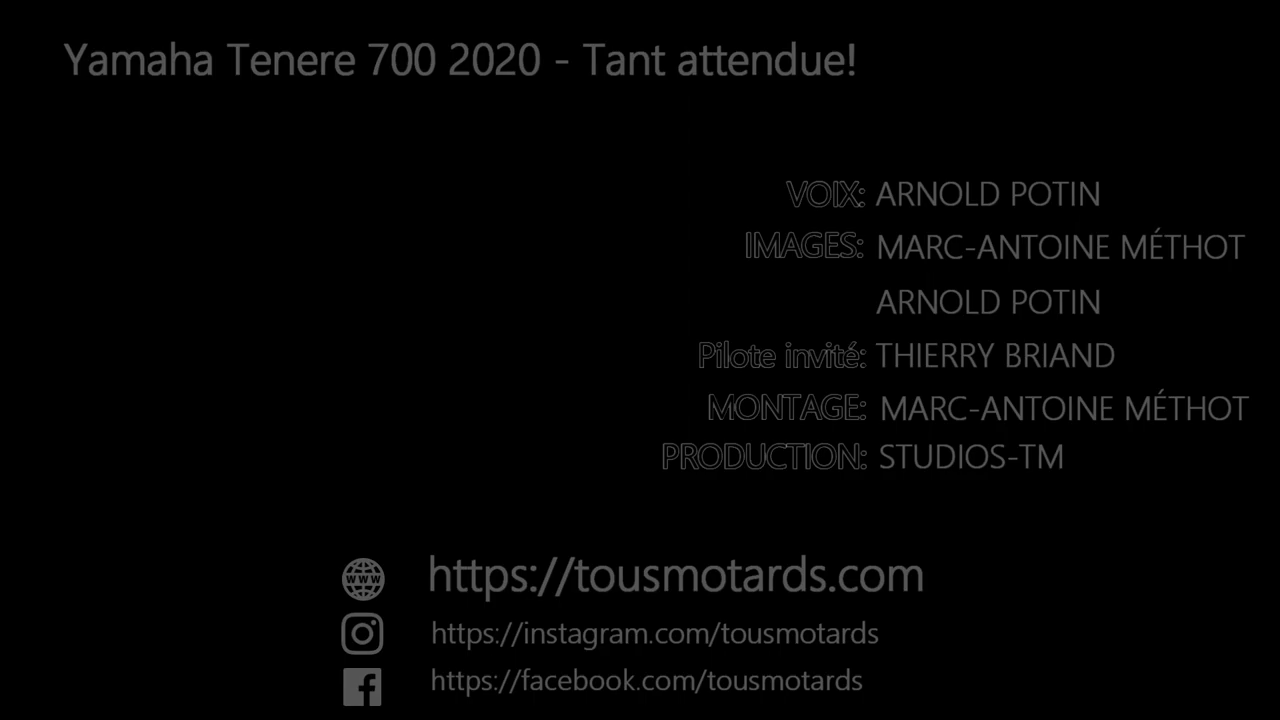 Yamaha Tenere 700 2020 - Tant attendue!
VOIX: ARNOLD POTIN
IMAGES: MARC-ANTOINE MÉTHOT
ARNOLD POTIN
Pilote invité: THIERRY BRIAND
MONTAGE: MARC-ANTOINE MÉTHOT
PRODUCTION: STUDIOS-TM
WWW https://tousmotards.com
https://instagram.com/tousmotards
https://facebook.com/tousmotards